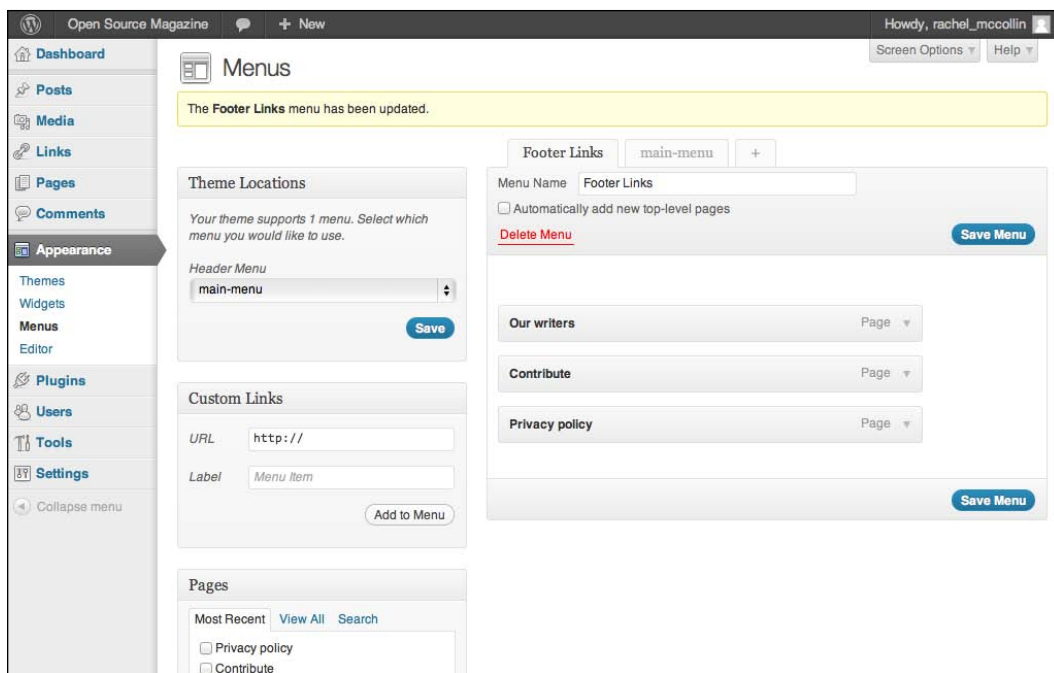 Open Source Magazine + New Howdy, rachel_mccollin
Dashboard
Posts
Media
Links
Pages
Comments
Appearance
Themes
Widgets
Menus
Editor
Plugins
Users
Tools
Settings
Collapse menu
Screen Options Help
Menus
The Footer Links menu has been updated.
Theme Locations
Your theme supports 1 menu. Select which
menu you would like to use.
Header Menu
main-menu
Save
Custom Links
URL http://
Label Menu Item
Add to Menu
Pages
Most Recent View All Search
Privacy policy
Contribute
Footer Links main-menu +
Menu Name Footer Links
Automatically add new top-level pages
Delete Menu Save Menu
Our writers Page
Contribute Page
Privacy policy Page
Save Menu